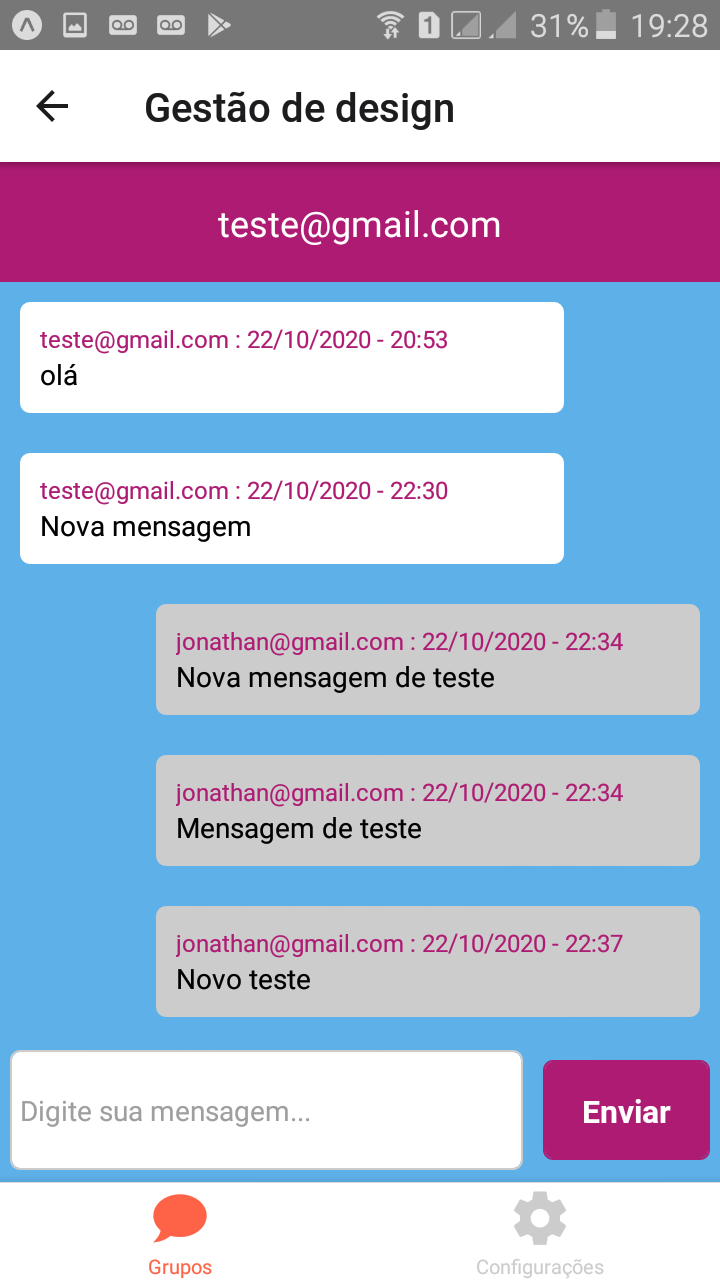 1 31% 19:28
Gestão de design
teste@gmail.com
teste@gmail.com : 22/10/2020 - 20:53
olá
teste@gmail.com : 22/10/2020 - 22:30
Nova mensagem
jonathan@gmail.com : 22/10/2020 - 22:34
Nova mensagem de teste
jonathan@gmail.com : 22/10/2020 - 22:34
Mensagem de teste
jonathan@gmail.com : 22/10/2020 - 22:37
Novo teste
Digite sua mensagem...
Enviar
Grupos
Configurações